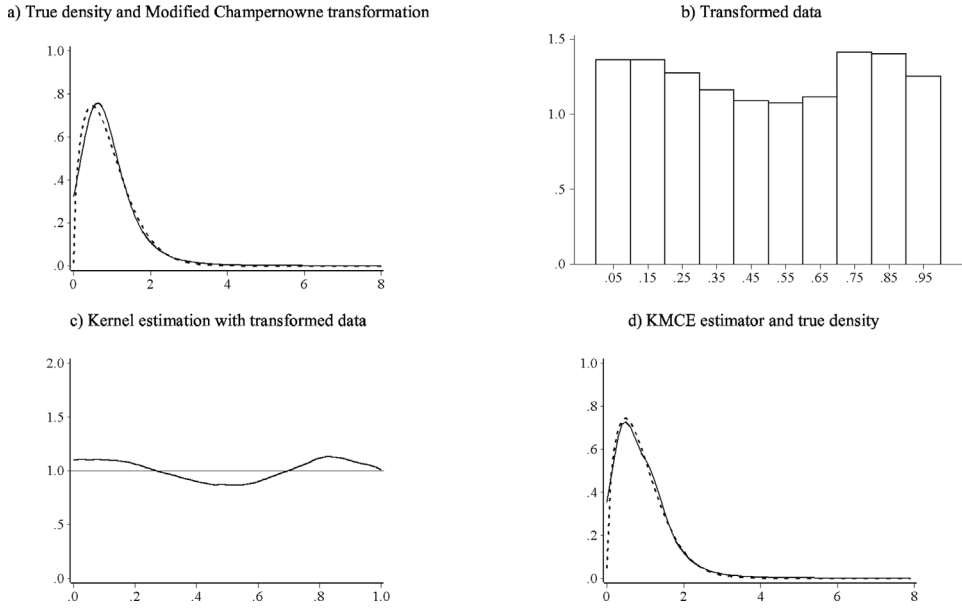 a) True density and Modified Champernowne transformation
1.0
.8
.6
.4
.2
.0
0 2 4 6 8
b) Transformed data
1.5
1.0
.5
.0
.05 .15 .25 .35 .45 .55 .65 .75 .85 .95
c) Kernel estimation with transformed data
2.0
1.5
1.0
.5
.0
.0 .2 .4 .6 .8 1.0
d) KMCE estimator and true density
1.0
.8
.6
.4
.2
.0
0 2 4 6 8